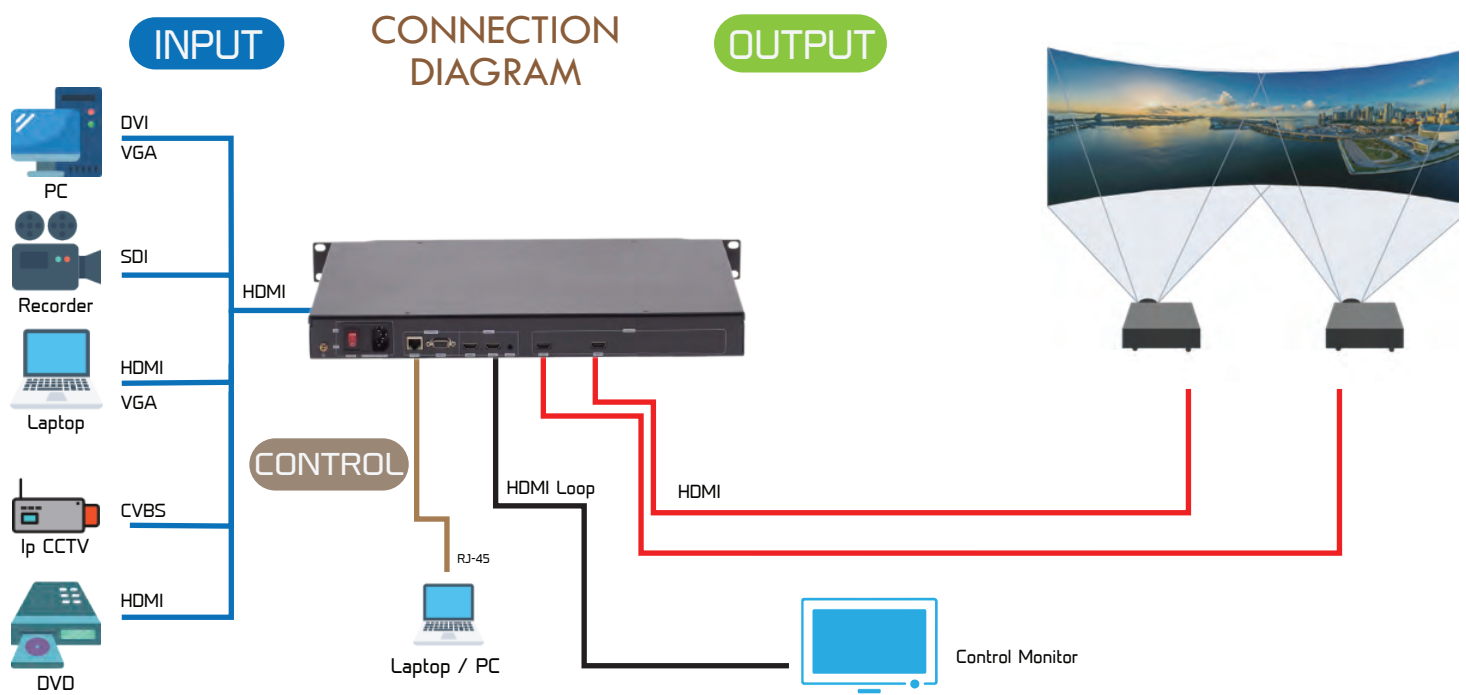 INPUT
CONNECTION
DIAGRAM
OUTPUT
DVI
VGA
PC
SDI
Recorder
HDMI
HDMI
VGA
Laptop
CONTROL
CVBS
Ip CCTV
HDMI Loop
HDMI
RJ-45
HDMI
DVD
Laptop / PC
Control Monitor